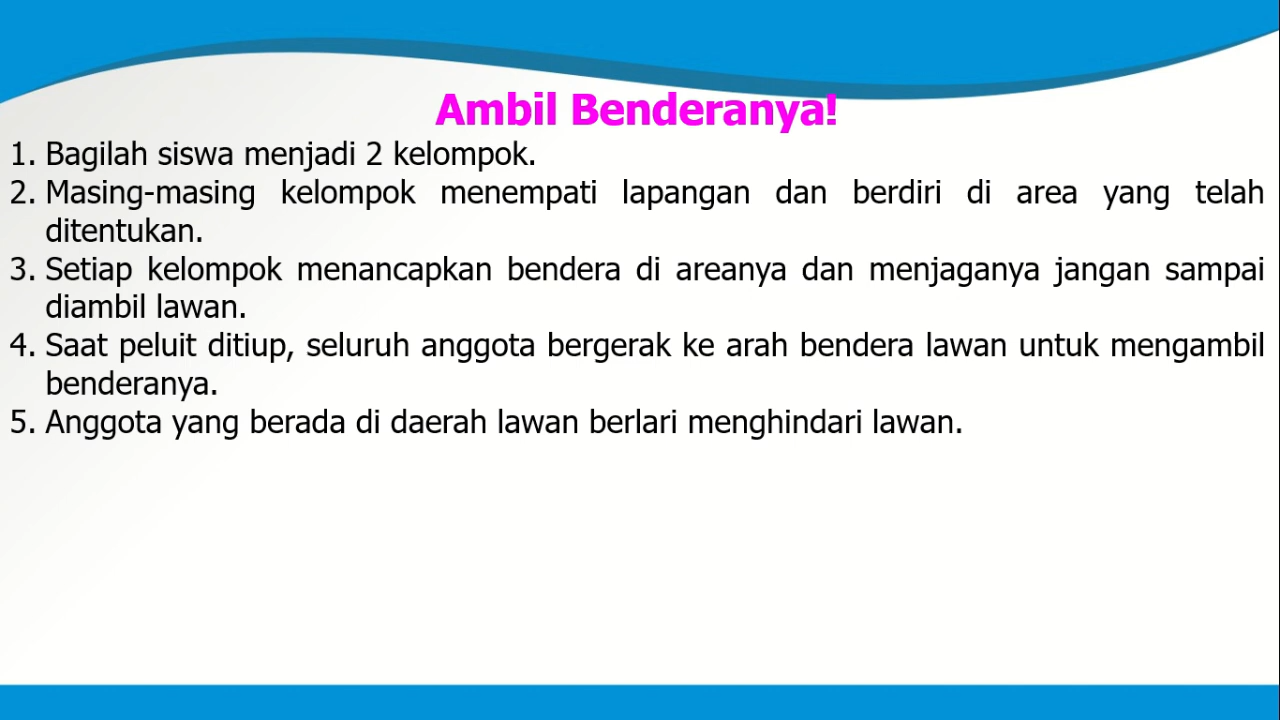 Ambil Benderanya!
1. Bagilah siswa menjadi 2 kelompok.
2. Masing-masing kelompok menempati lapangan dan berdiri di area yang telah
ditentukan.
3. Setiap kelompok menancapkan bendera di areanya dan menjaganya jangan sampai
diambil lawan.
4. Saat peluit ditiup, seluruh anggota bergerak ke arah bendera lawan untuk mengambil
benderanya.
5. Anggota yang berada di daerah lawan berlari menghindari lawan.